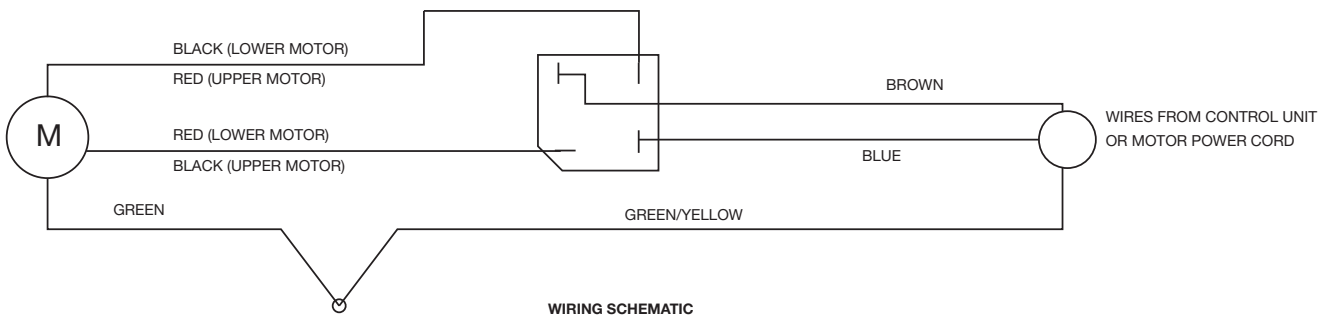 BLACK (LOWER MOTOR)
RED (UPPER MOTOR)
BROWN
WIRES FROM CONTROL UNIT
OR MOTOR POWER CORD
M
RED (LOWER MOTOR)
BLACK (UPPER MOTOR)
BLUE
GREEN
GREEN/YELLOW
WIRING SCHEMATIC